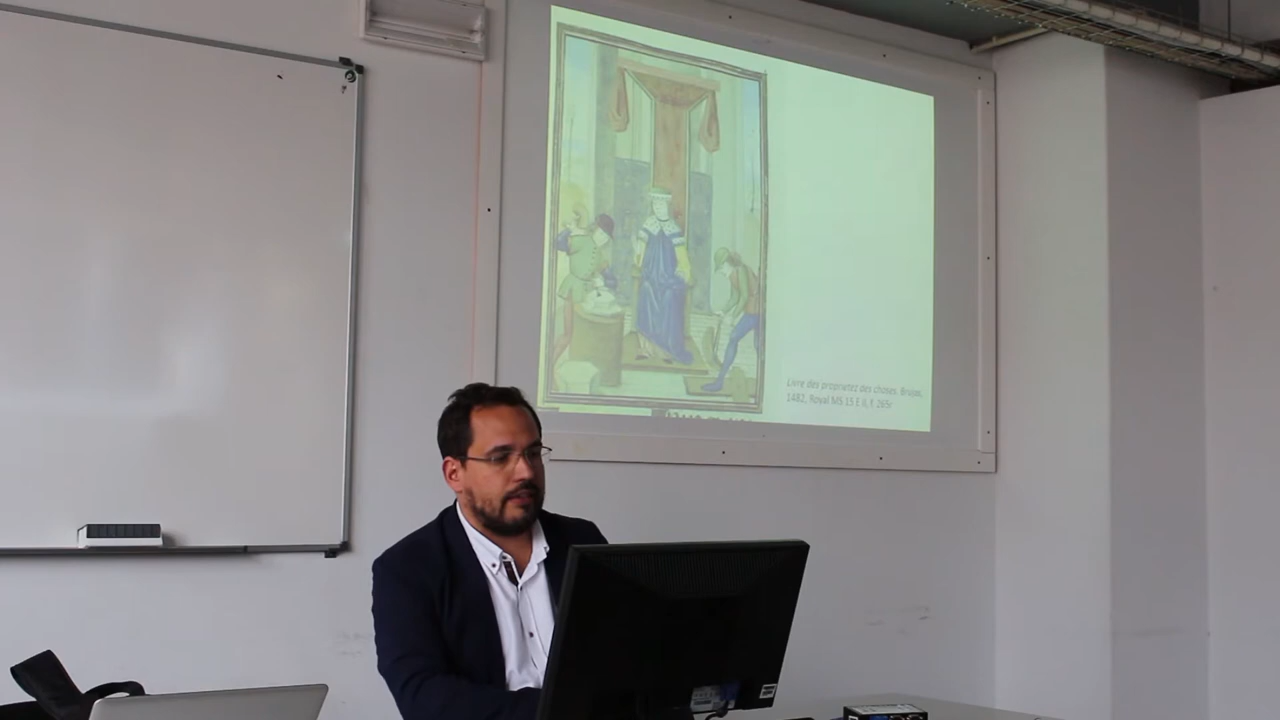 Livre des proprietez des choses. Brujas,
1482, Royal MS 15 E II, f. 265r